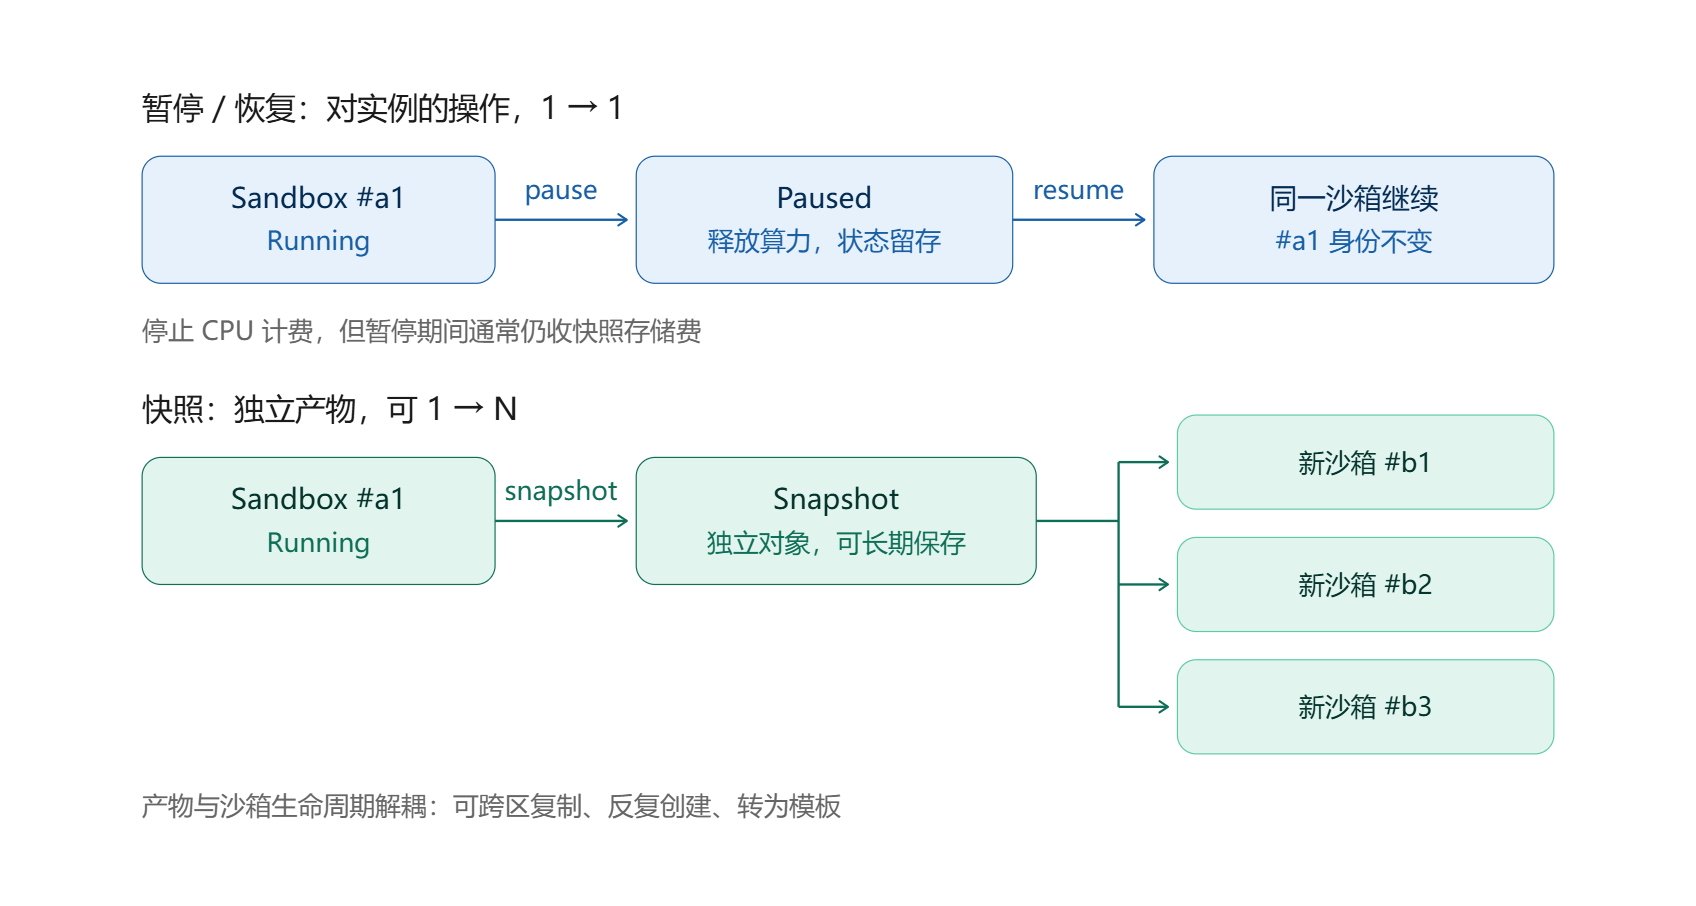 暂停 / 恢复：对实例的操作，1 → 1
Sandbox #a1
Running
pause
Paused
释放算力，状态留存
resume
同一沙箱继续
#a1 身份不变
停止 CPU 计费，但暂停期间通常仍收快照存储费
快照：独立产物，可 1 → N
Sandbox #a1
Running
snapshot
Snapshot
独立对象，可长期保存
新沙箱 #b1
新沙箱 #b2
新沙箱 #b3
产物与沙箱生命周期解耦：可跨区复制、反复创建、转为模板